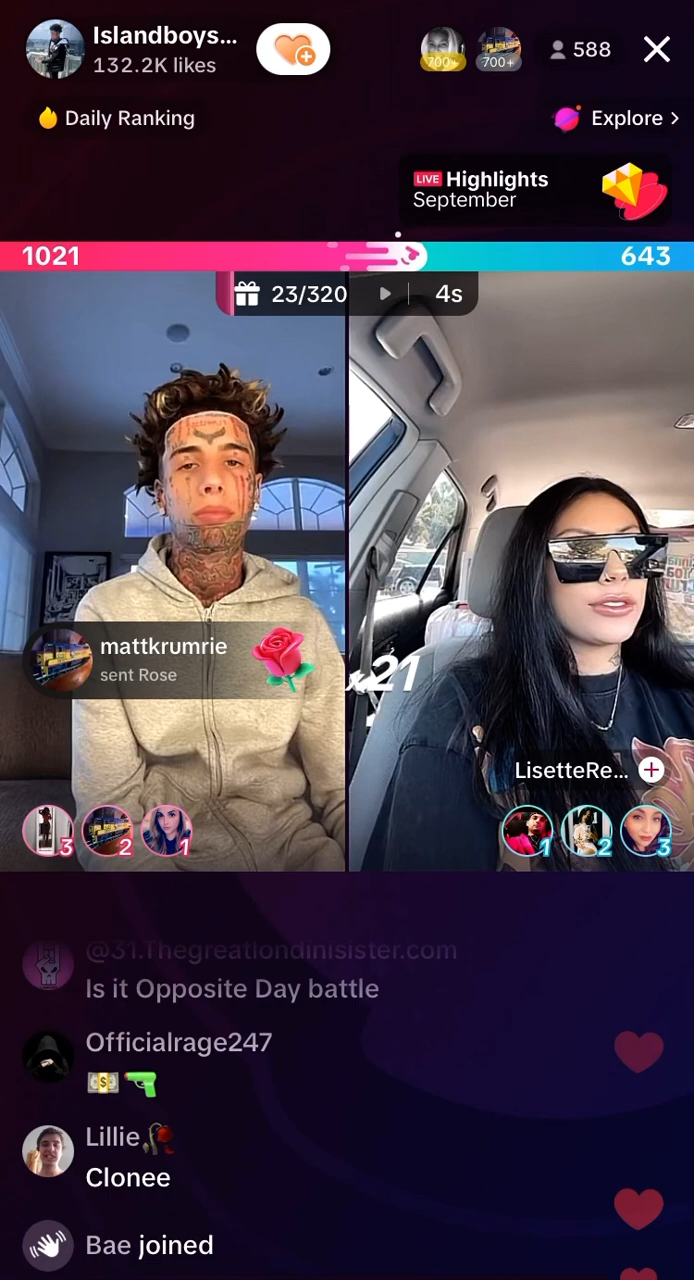 Islandboys...
132.2K likes
700+
700+
588
Daily Ranking
Explore >
LIVE Highlights
September
1021
643
23/320
4s
mattkrumrie
sent Rose
x21
LisetteRe...
3
2
1
1
2
3
@31.Thegreatlondinisister.com
Is it Opposite Day battle
Officialrage247
Lillie🥀
Clonee
Bae joined